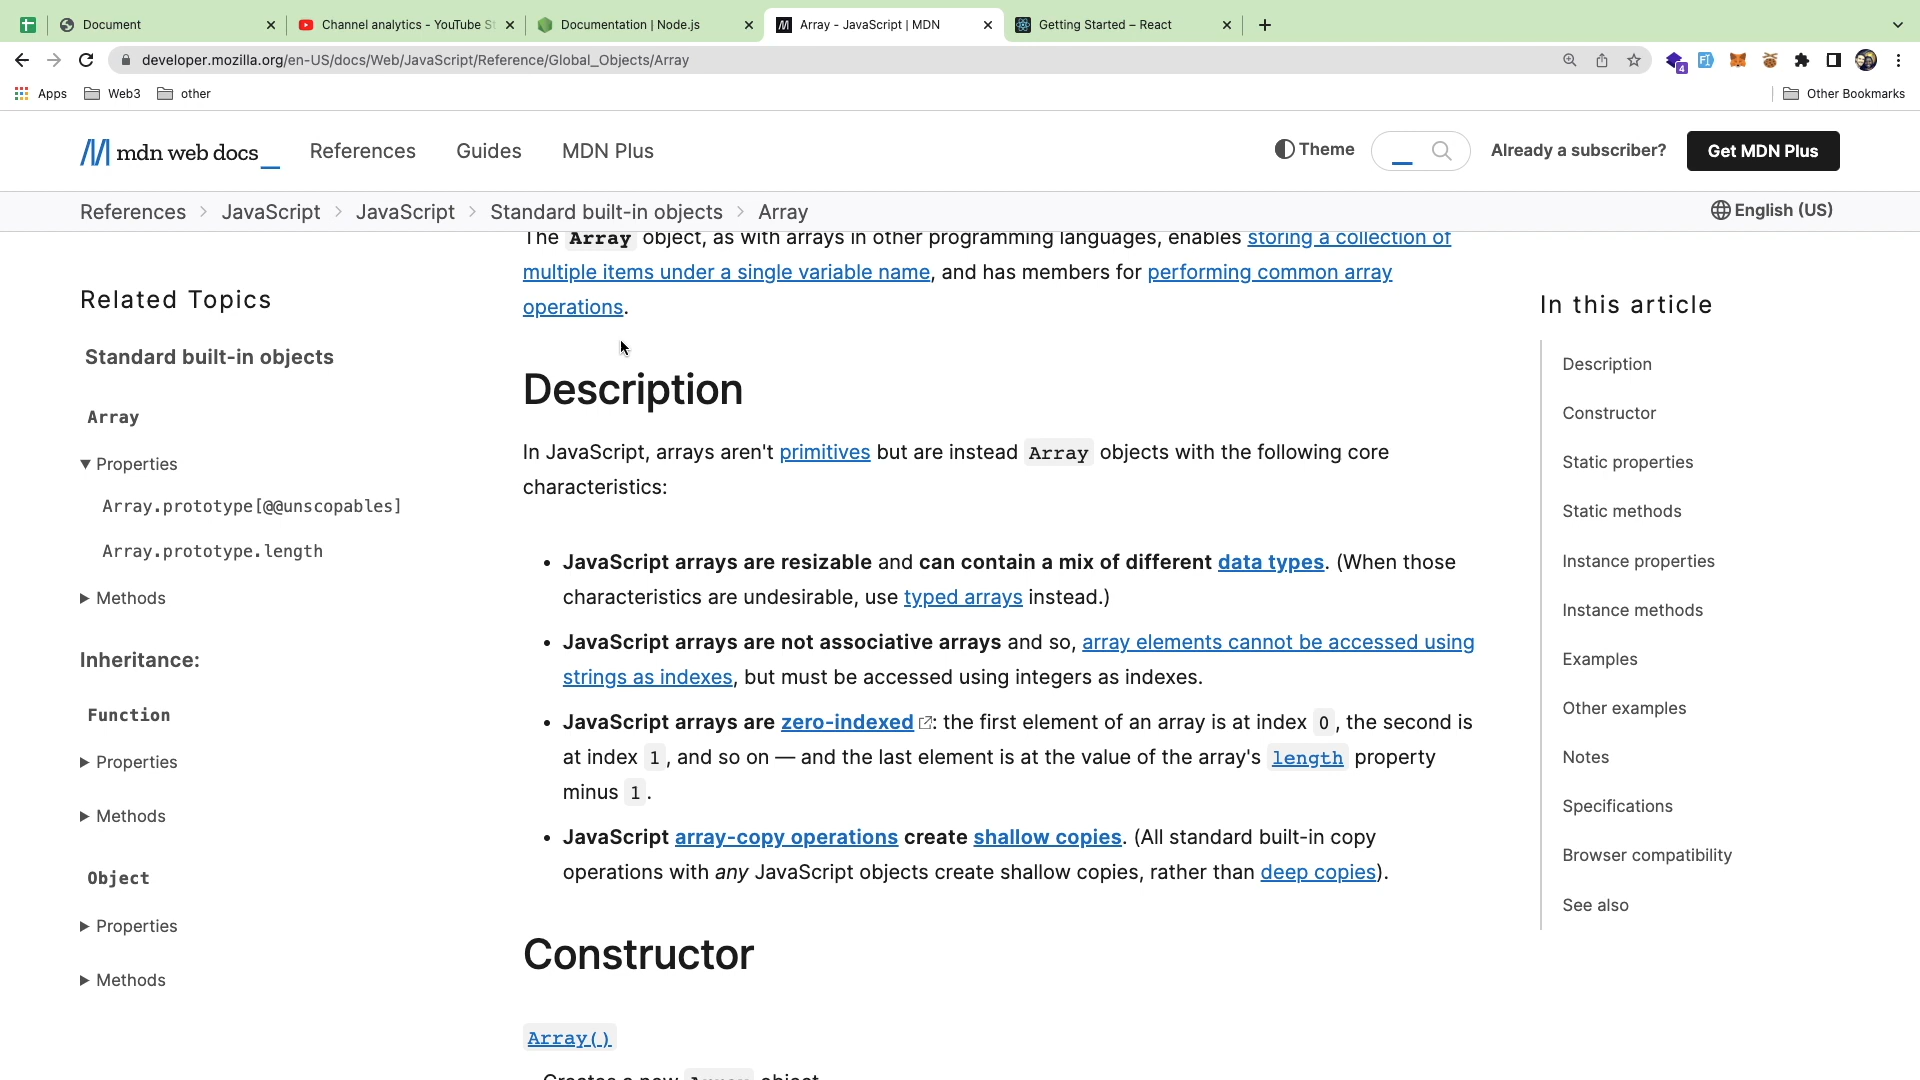 Document
Channel analytics - YouTube St
Documentation | Node.js
Array - JavaScript | MDN
Getting Started – React
developer.mozilla.org/en-US/docs/Web/JavaScript/Reference/Global_Objects/Array
4
Apps
Web3
other
Other Bookmarks
mdn web docs_
References
Guides
MDN Plus
Theme
Already a subscriber?
Get MDN Plus
References > JavaScript > JavaScript > Standard built-in objects > Array
English (US)
Related Topics
Standard built-in objects
Array
Properties
Array.prototype[@@unscopables]
Array.prototype.length
Methods
Inheritance:
Function
Properties
Methods
Object
Properties
Methods
The Array object, as with arrays in other programming languages, enables storing a collection of
multiple items under a single variable name, and has members for performing common array
operations.
Description
In JavaScript, arrays aren't primitives but are instead Array objects with the following core
characteristics:
• JavaScript arrays are resizable and can contain a mix of different data types. (When those
characteristics are undesirable, use typed arrays instead.)
• JavaScript arrays are not associative arrays and so, array elements cannot be accessed using
strings as indexes, but must be accessed using integers as indexes.
• JavaScript arrays are zero-indexed: the first element of an array is at index 0, the second is
at index 1, and so on — and the last element is at the value of the array's length property
minus 1.
• JavaScript array-copy operations create shallow copies. (All standard built-in copy
operations with any JavaScript objects create shallow copies, rather than deep copies).
Constructor
Array()
Creates a new Array object.
In this article
Description
Constructor
Static properties
Static methods
Instance properties
Instance methods
Examples
Other examples
Notes
Specifications
Browser compatibility
See also